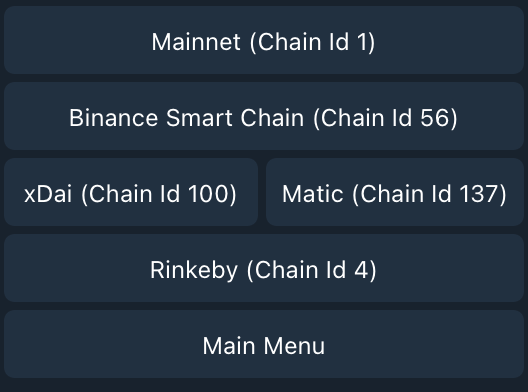 Mainnet (Chain Id 1)
Binance Smart Chain (Chain Id 56)
xDai (Chain Id 100)
Matic (Chain Id 137)
Rinkeby (Chain Id 4)
Main Menu